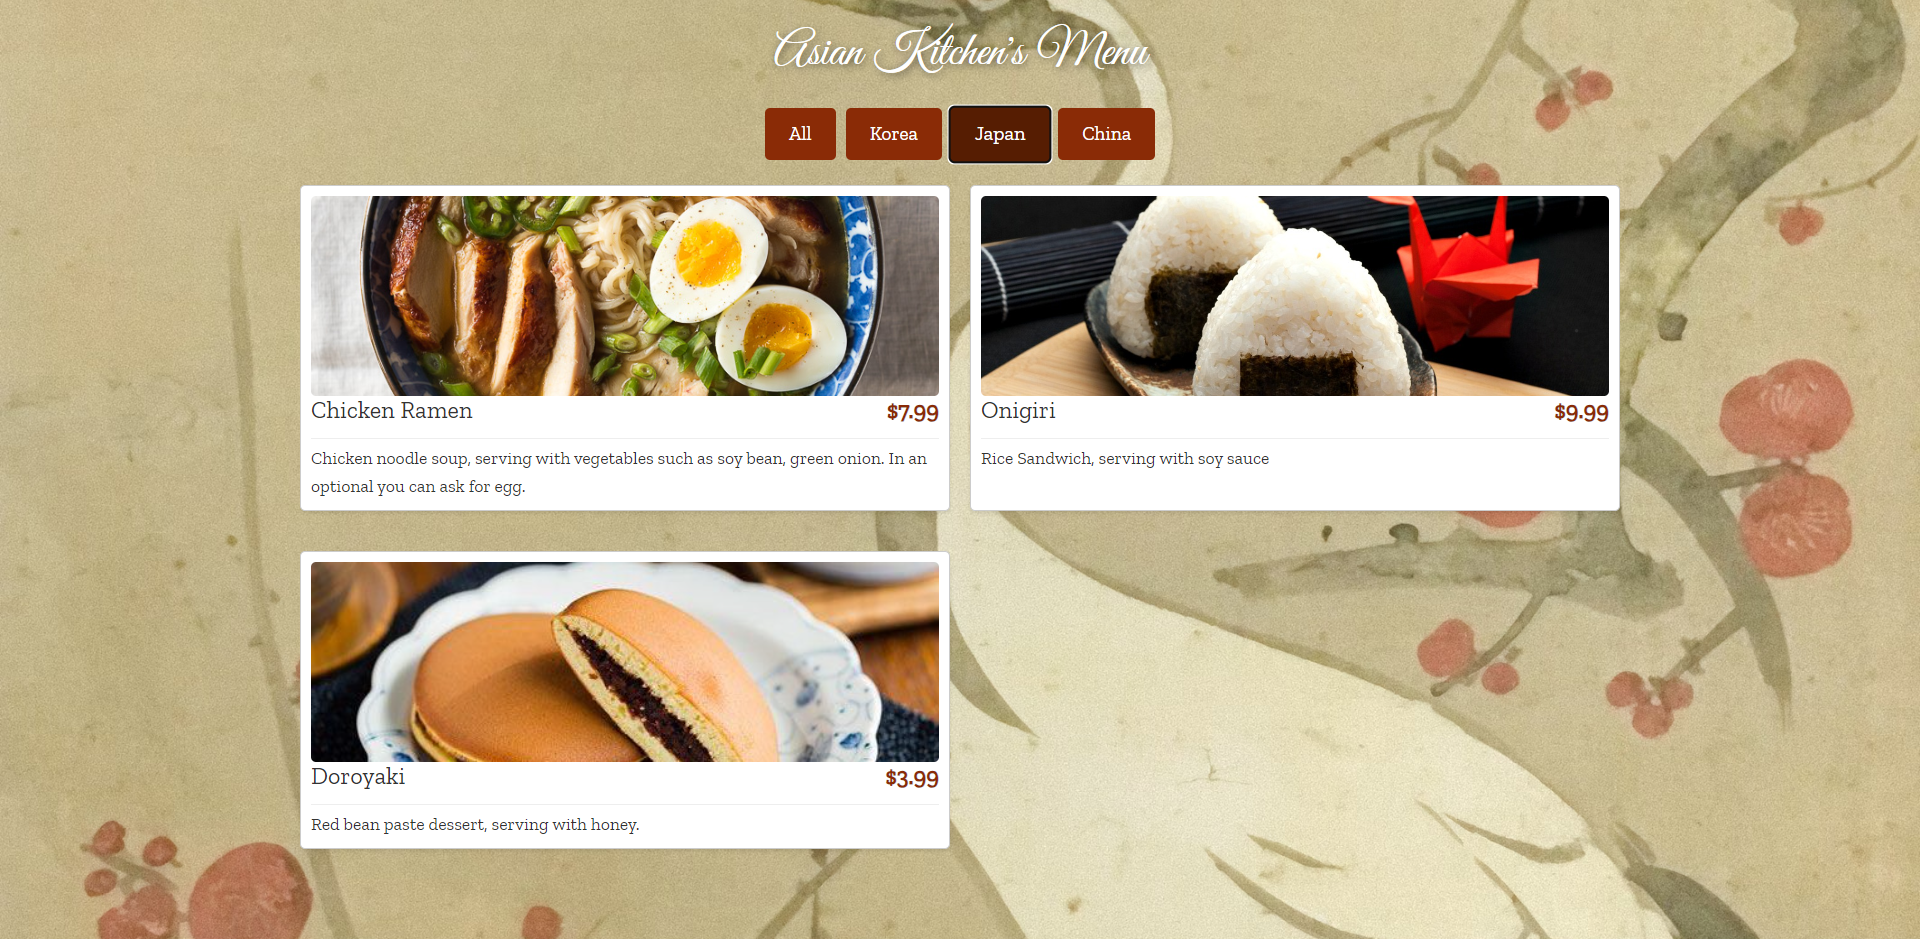 Asian Kitchen's Menu
All
Korea
Japan
China
Chicken Ramen
$7.99
Chicken noodle soup, serving with vegetables such as soy bean, green onion. In an
optional you can ask for egg.
Onigiri
$9.99
Rice Sandwich, serving with soy sauce
Doroyaki
$3.99
Red bean paste dessert, serving with honey.